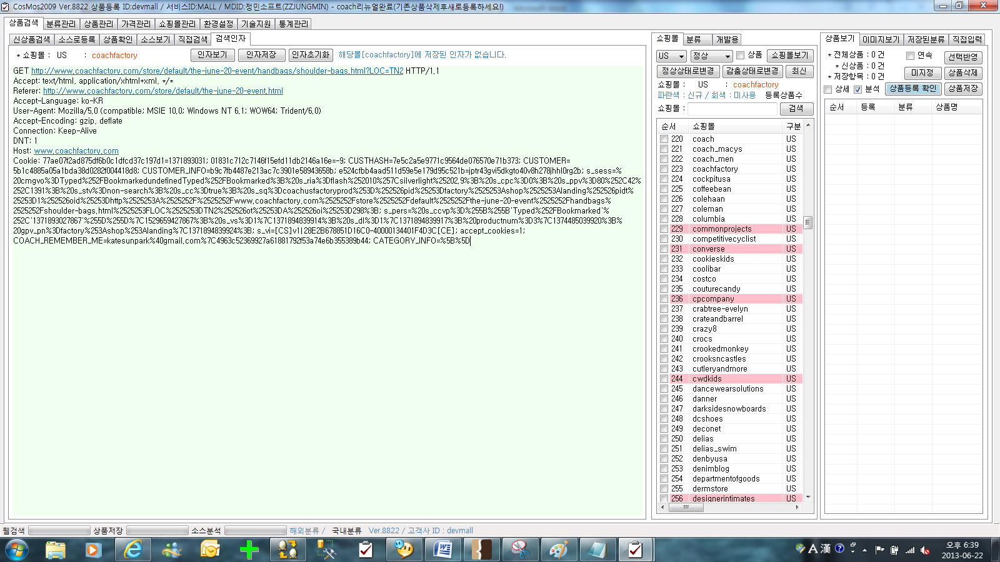 CosMos2009 Ver.8822 상품등록 ID:devmall / 서비스ID:MALL / MDID:정민소프트(ZZJUNGMIN) - coach리뉴얼완료(기존상품삭제후새로등록하세요!)
상품검색 분류관리 상품관리 가격관리 쇼핑몰관리 환경설정 기술지원 통계관리
신상품검색 소스로등록 상품확인 소스보기 직접검색 검색인자
* 쇼핑몰 : US : coachfactory 인자보기 인자저장 인자초기화 해당몰[coachfactory]에 저장된 인자가 없습니다.
GET http://www.coachfactory.com/store/default/the-june-20-event/handbags/shoulder-bags.html?LOC=TN2 HTTP/1.1
Accept: text/html, application/xhtml+xml, */*
Referer: http://www.coachfactory.com/store/default/the-june-20-event.html
Accept-Language: ko-KR
User-Agent: Mozilla/5.0 (compatible; MSIE 10.0; Windows NT 6.1; WOW64; Trident/6.0)
Accept-Encoding: gzip, deflate
Connection: Keep-Alive
DNT: 1
Host: www.coachfactory.com
Cookie: 77ae07f2ad875df6b0c1dfcd37c197d1=1371893031; 01831c712c7146f15efd11db2146a16e=-9; CUSTHASH=7e5c2a5e9771c9564de076570e71b373; CUSTOMER=
5b1c4885a05a1bda38d0282f004418d8; CUSTOMER_INFO=b9c7fb4487e213ac7c3901e58943658b; e524cfbb4aad511d59e5e179d95c521b=jptr43gvi5dkgto40v8h278jhhl0rg2b; s_sess=%
20cmgvo%3DTyped%252FBookmarkedundefinedTyped%252FBookmarked%3B%20s_ria%3Dflash%252010%257Csilverlight%25202.9%3B%20s_cpc%3D0%3B%20s_ppv%3D80%252C42%
252C1391%3B%20s_stv%3Dnon-search%3B%20s_cc%3Dtrue%3B%20s_sq%3Dcoachusfactoryprod%253D%252526pid%25253Dfactory%2525253Ashop%2525253Alanding%252526pidt%
25253D1%252526oid%25253Dhttp%2525253A%2525252F%2525252Fwww.coachfactory.com%2525252Fstore%2525252Fdefault%2525252Fthe-june-20-event%2525252Fhandbags%
2525252Fshoulder-bags.html%2525253FLOC%2525253DTN2%252526ot%25253DA%252526oi%25253D298%3B; s_pers=%20s_ccvp%3D%255B%255B'Typed%252FBookmarked'%
252C'1371893027867'%255D%255D%7C1529659427867%3B%20s_vs%3D1%7C1371894839914%3B%20s_dl%3D1%7C1371894839917%3B%20productnum%3D3%7C1374485039920%3B%
20gpv_pn%3Dfactory%253Ashop%253Alanding%7C1371894839924%3B; s_vi=[CS]v1|28E2B678851D16C0-40000134401F4D3C[CE]; accept_cookies=1;
COACH_REMEMBER_ME=katesunpark%40gmail.com%7C4963c52369927a61881792f53a74e6b355389b44; CATEGORY_INFO=%5B%5D
쇼핑몰 분류 개발용
US 정상 상품 쇼핑몰보기
정상상태로변경 감출상태로변경 최신
쇼핑몰 : US : coachfactory
파란색 : 신규 / 회색 : 미사용 등록상품수
쇼핑몰 : 검색
순서 쇼핑몰 구분
220 coach US
221 coach_macys US
222 coach_men US
223 coachfactory US
224 cockpitusa US
225 coffeebean US
226 colehaan US
227 coleman US
228 columbia US
229 commonprojects US
230 competitivecyclist US
231 converse US
232 cookieskids US
233 coolibar US
234 costco US
235 couturecandy US
236 cpcompany US
237 crabtree-evelyn US
238 crateandbarrel US
239 crazy8 US
240 crocs US
241 crookedmonkey US
242 crooksncastles US
243 cutleryandmore US
244 cwdkids US
245 dancewearsolutions US
246 danner US
247 darksidesnowboards US
248 dcshoes US
249 deconet US
250 delias US
251 delias_swim US
252 denbyusa US
253 denimblog US
254 departmentofgoods US
255 dermstore US
256 designerintimates US
상품보기 이미지보기 저장된분류 직접입력
* 전체상품 : 0 건 연속 선택반영
* 신상품 : 0 건 미지정 상품삭제
* 저장항목 : 0 건
상세 분석 상품등록 확인 상품저장
순서 등록 분류 상품명
웹검색 상품저장 소스분석 해외분류 / 국내분류 Ver.8822 / 고객사 ID : devmall
A 漢 오후 6:39
2013-06-22